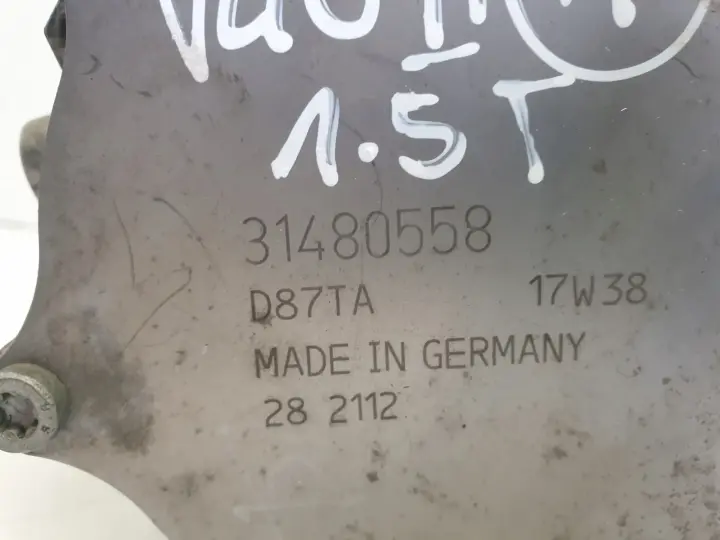 1.5T
31480558
D87TA 17W38
MADE IN GERMANY
28 2112